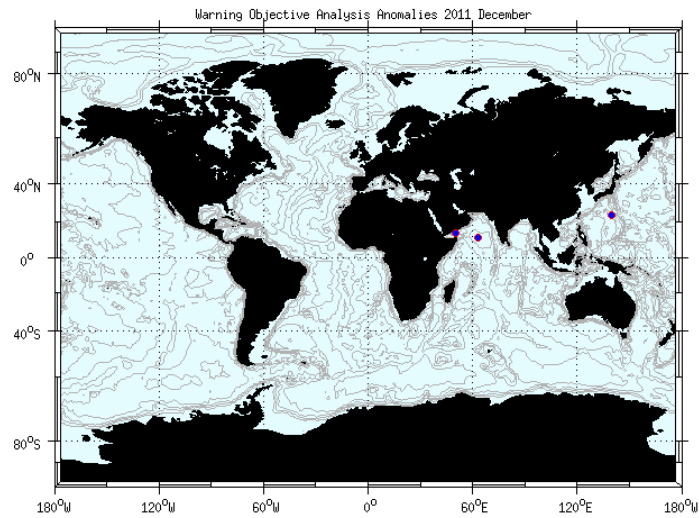 Warning Objective Analysis Anomalies 2011 December
80°N
40°N
0°
40°S
80°S
180°W 120°W 60°W 0° 60°E 120°E 180°W